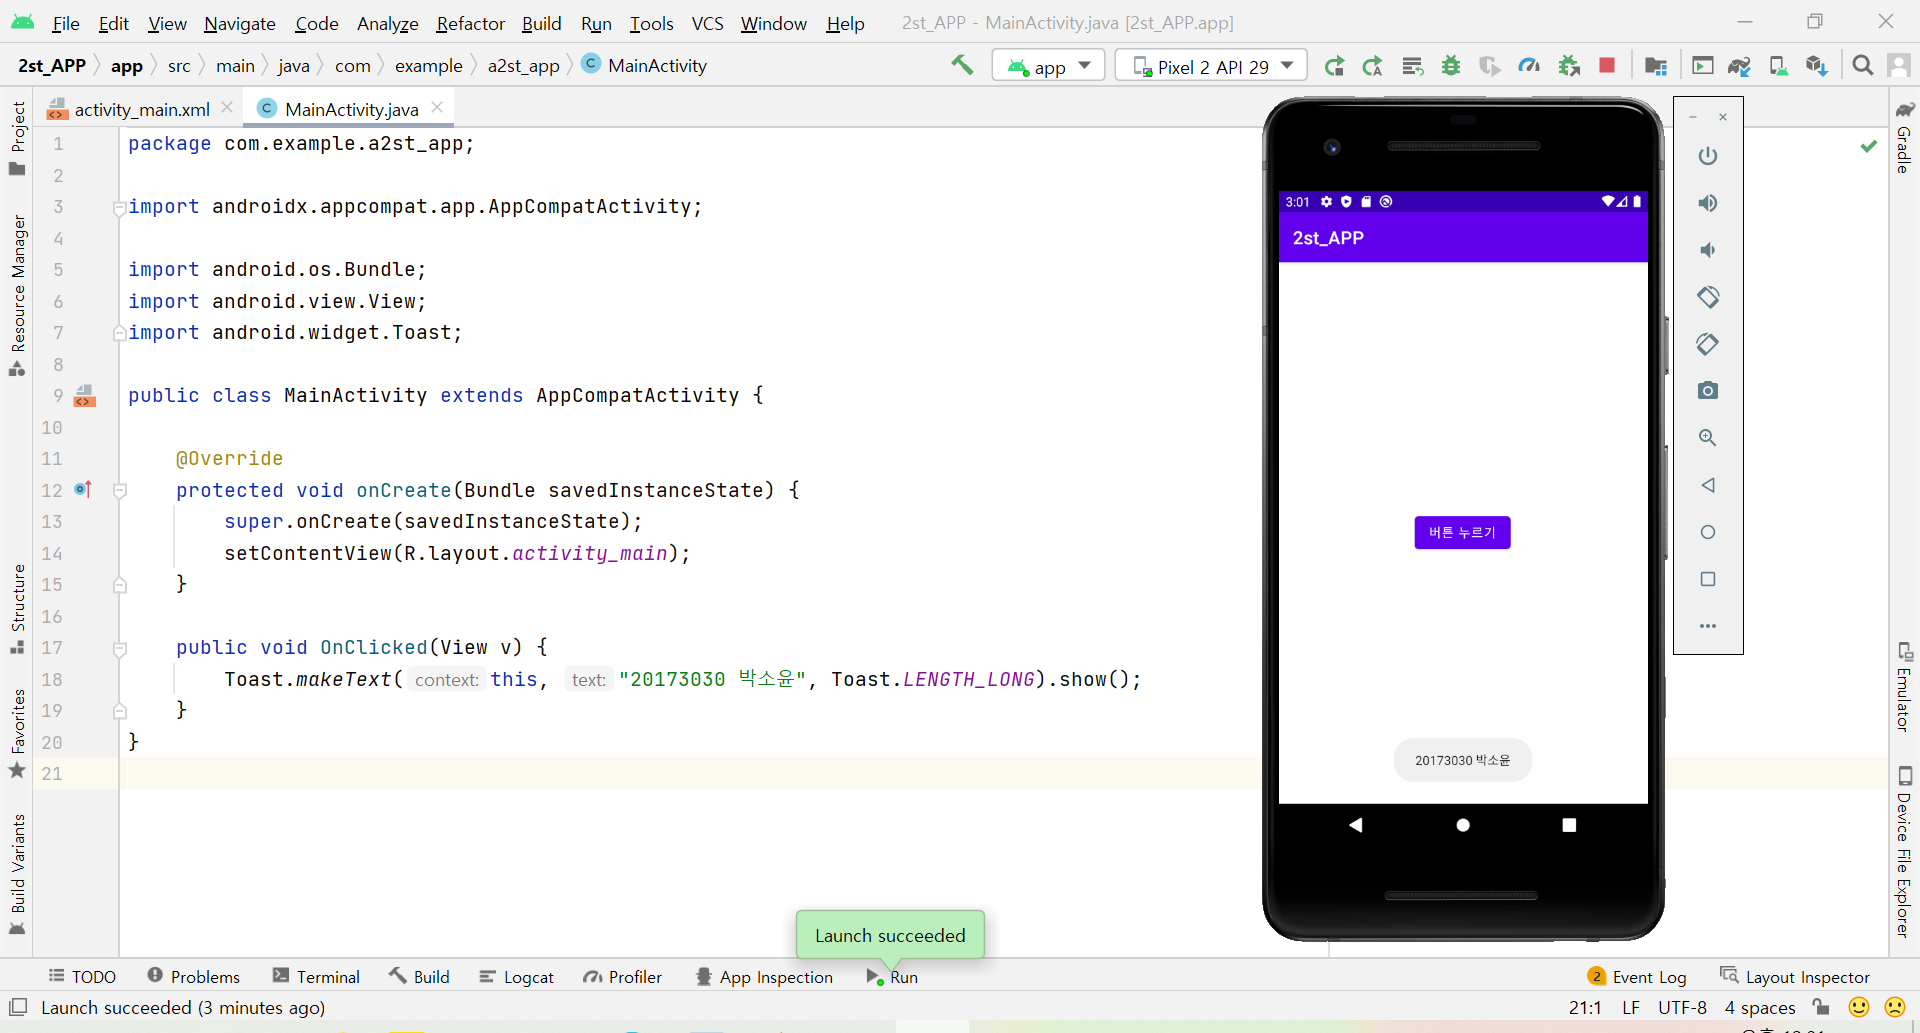 File Edit View Navigate Code Analyze Refactor Build Run Tools VCS Window Help 2st_APP - MainActivity.java [2st_APP.app]
2st_APP app src main java com example a2st_app MainActivity app Pixel 2 API 29
activity_main.xml MainActivity.java
Project
Resource Manager
Structure
Favorites
Build Variants
1 package com.example.a2st_app;
2
3 import androidx.appcompat.app.AppCompatActivity;
4
5 import android.os.Bundle;
6 import android.view.View;
7 import android.widget.Toast;
8
9 public class MainActivity extends AppCompatActivity {
10
11 @Override
12 protected void onCreate(Bundle savedInstanceState) {
13 super.onCreate(savedInstanceState);
14 setContentView(R.layout.activity_main);
15 }
16
17 public void OnClicked(View v) {
18 Toast.makeText( context: this, text: "20173030 박소윤", Toast.LENGTH_LONG).show();
19 }
20 }
21
3:01
2st_APP
버튼 누르기
20173030 박소윤
Gradle
Emulator
Device File Explorer
Launch succeeded
TODO Problems Terminal Build Logcat Profiler App Inspection Run 2 Event Log Layout Inspector
Launch succeeded (3 minutes ago) 21:1 LF UTF-8 4 spaces